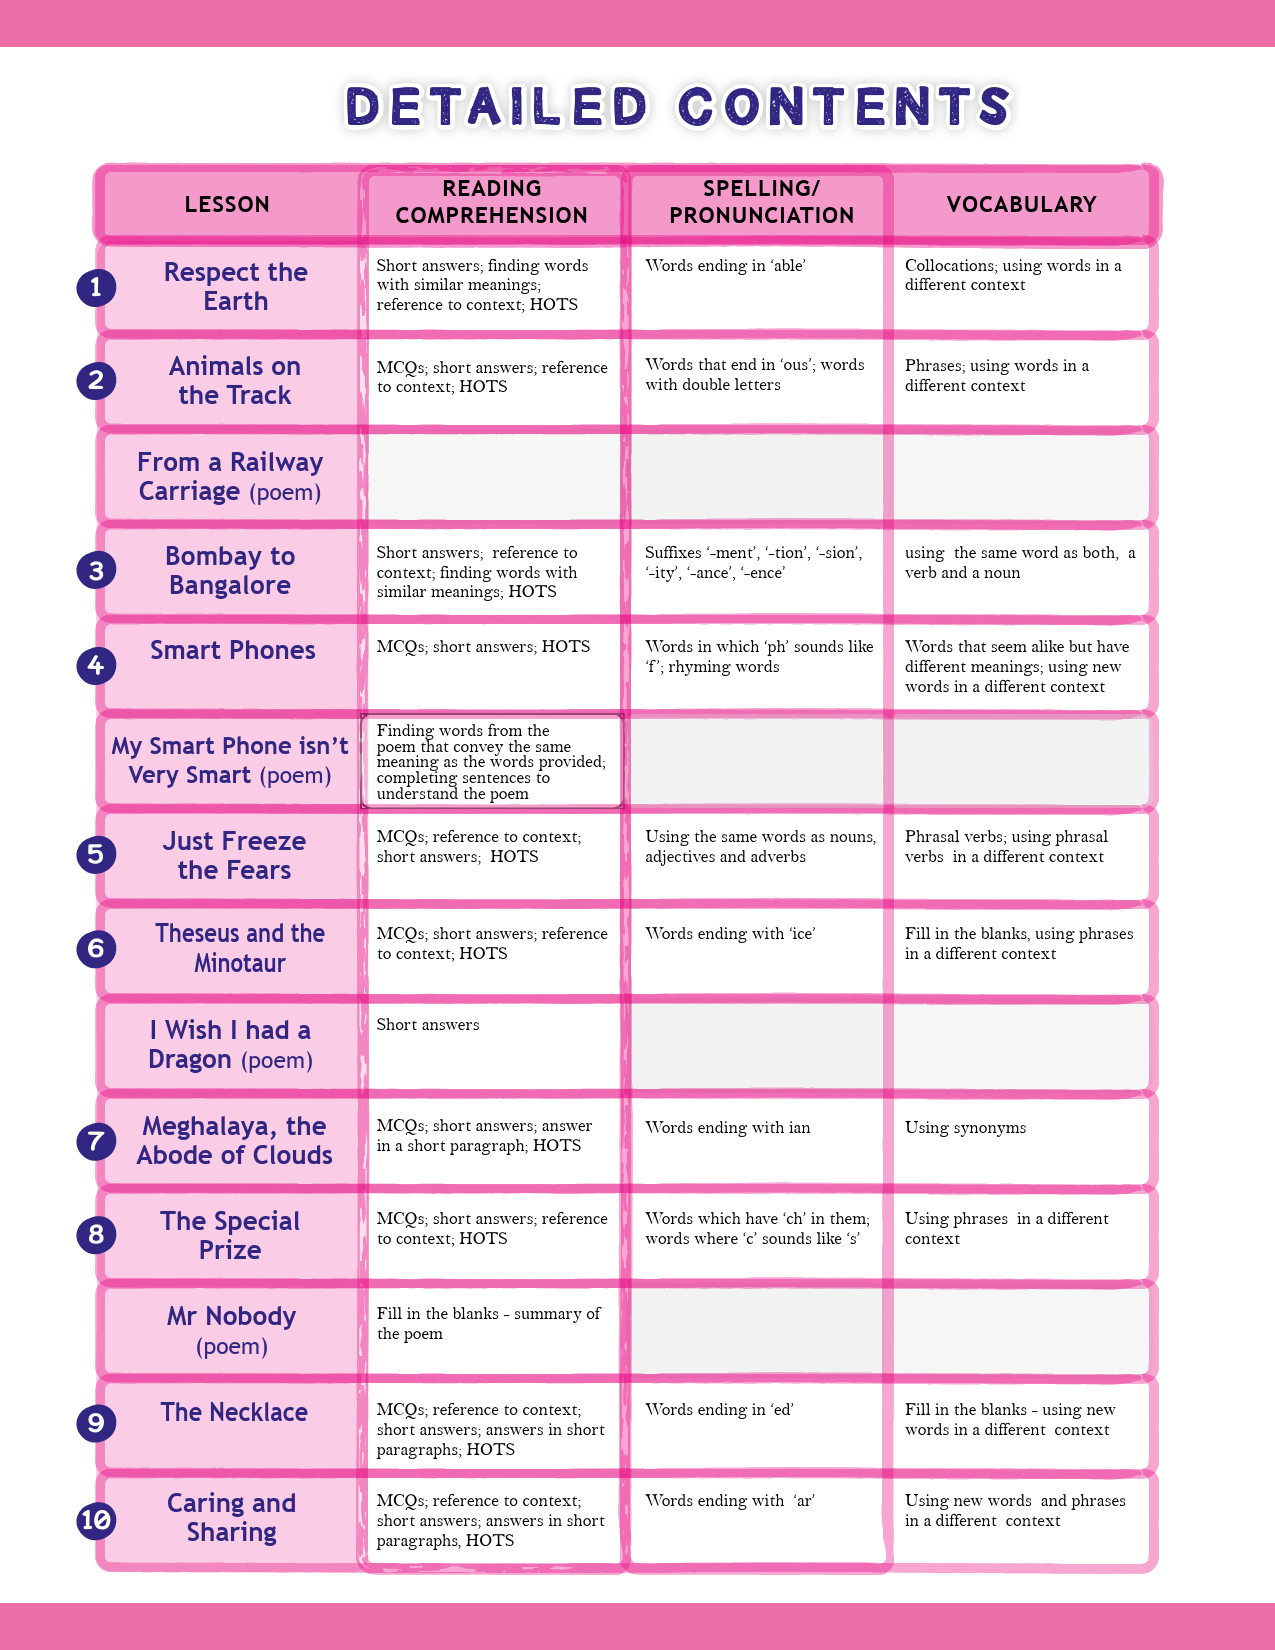 DETAILED CONTENTS
LESSON
READING
COMPREHENSION
SPELLING/
PRONUNCIATION
VOCABULARY
1
Respect the
Earth
Short answers; finding words
with similar meanings;
reference to context; HOTS
Words ending in ‘able’
Collocations; using words in a
different context
2
Animals on
the Track
MCQs; short answers; reference
to context; HOTS
Words that end in ‘ous’; words
with double letters
Phrases; using words in a
different context
From a Railway
Carriage (poem)
3
Bombay to
Bangalore
Short answers;  reference to
context; finding words with
similar meanings; HOTS
Suffixes ‘-ment’, ‘-tion’, ‘-sion’,
‘-ity’, ‘-ance’, ‘-ence’
using  the same word as both,  a
verb and a noun
4
Smart Phones
MCQs; short answers; HOTS
Words in which ‘ph’ sounds like
‘f’; rhyming words
Words that seem alike but have
different meanings; using new
words in a different context
My Smart Phone isn’t
Very Smart (poem)
Finding words from the
poem that convey the same
meaning as the words provided;
completing sentences to
understand the poem
5
Just Freeze
the Fears
MCQs; reference to context;
short answers;  HOTS
Using the same words as nouns,
adjectives and adverbs
Phrasal verbs; using phrasal
verbs  in a different context
6
Theseus and the
Minotaur
MCQs; short answers; reference
to context; HOTS
Words ending with ‘ice’
Fill in the blanks, using phrases
in a different context
I Wish I had a
Dragon (poem)
Short answers
7
Meghalaya, the
Abode of Clouds
MCQs; short answers; answer
in a short paragraph; HOTS
Words ending with ian
Using synonyms
8
The Special
Prize
MCQs; short answers; reference
to context; HOTS
Words which have ‘ch’ in them;
words where ‘c’ sounds like ‘s’
Using phrases  in a different
context
Mr Nobody
(poem)
Fill in the blanks – summary of
the poem
9
The Necklace
MCQs; reference to context;
short answers; answers in short
paragraphs; HOTS
Words ending in ‘ed’
Fill in the blanks – using new
words in a different  context
10
Caring and
Sharing
MCQs; reference to context;
short answers; answers in short
paragraphs, HOTS
Words ending with  ‘ar’
Using new words  and phrases
in a different  context